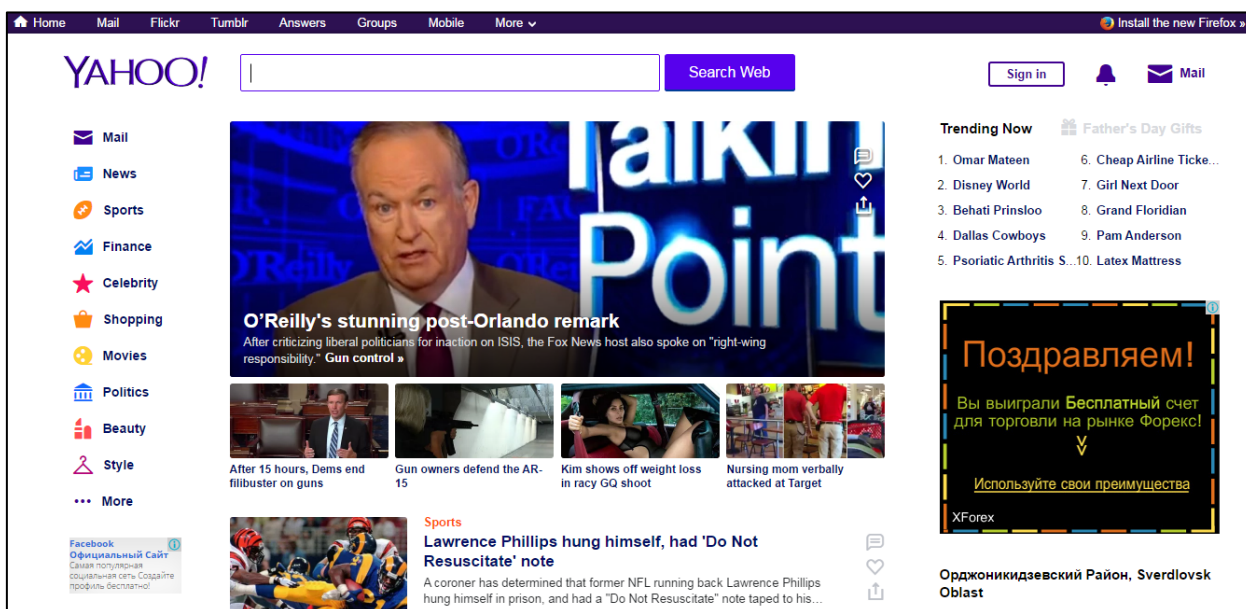 Home Mail Flickr Tumblr Answers Groups Mobile More
Install the new Firefox »
YAHOO!
Search Web
Sign in
Mail
Mail
News
Sports
Finance
Celebrity
Shopping
Movies
Politics
Beauty
Style
More
Facebook
Официальный Сайт
Самая популярная
социальная сеть Создайте
профиль бесплатно!
Talkin
Point
O'Reilly
O'Reilly's stunning post-Orlando remark
After criticizing liberal politicians for inaction on ISIS, the Fox News host also spoke on "right-wing
responsibility." Gun control »
After 15 hours, Dems end
filibuster on guns
Gun owners defend the AR-
15
Kim shows off weight loss
in racy GQ shoot
Nursing mom verbally
attacked at Target
Sports
Lawrence Phillips hung himself, had 'Do Not
Resuscitate' note
A coroner has determined that former NFL running back Lawrence Phillips
hung himself in prison, and had a "Do Not Resuscitate" note taped to his...
Trending Now
Father's Day Gifts
1. Omar Mateen
2. Disney World
3. Behati Prinsloo
4. Dallas Cowboys
5. Psoriatic Arthritis S...
6. Cheap Airline Ticke...
7. Girl Next Door
8. Grand Floridian
9. Pam Anderson
10. Latex Mattress
Поздравляем!
Вы выиграли Бесплатный счет
для торговли на рынке Форекс!
Используйте свои преимущества
XForex
Орджоникидзевский Район, Sverdlovsk
Oblast